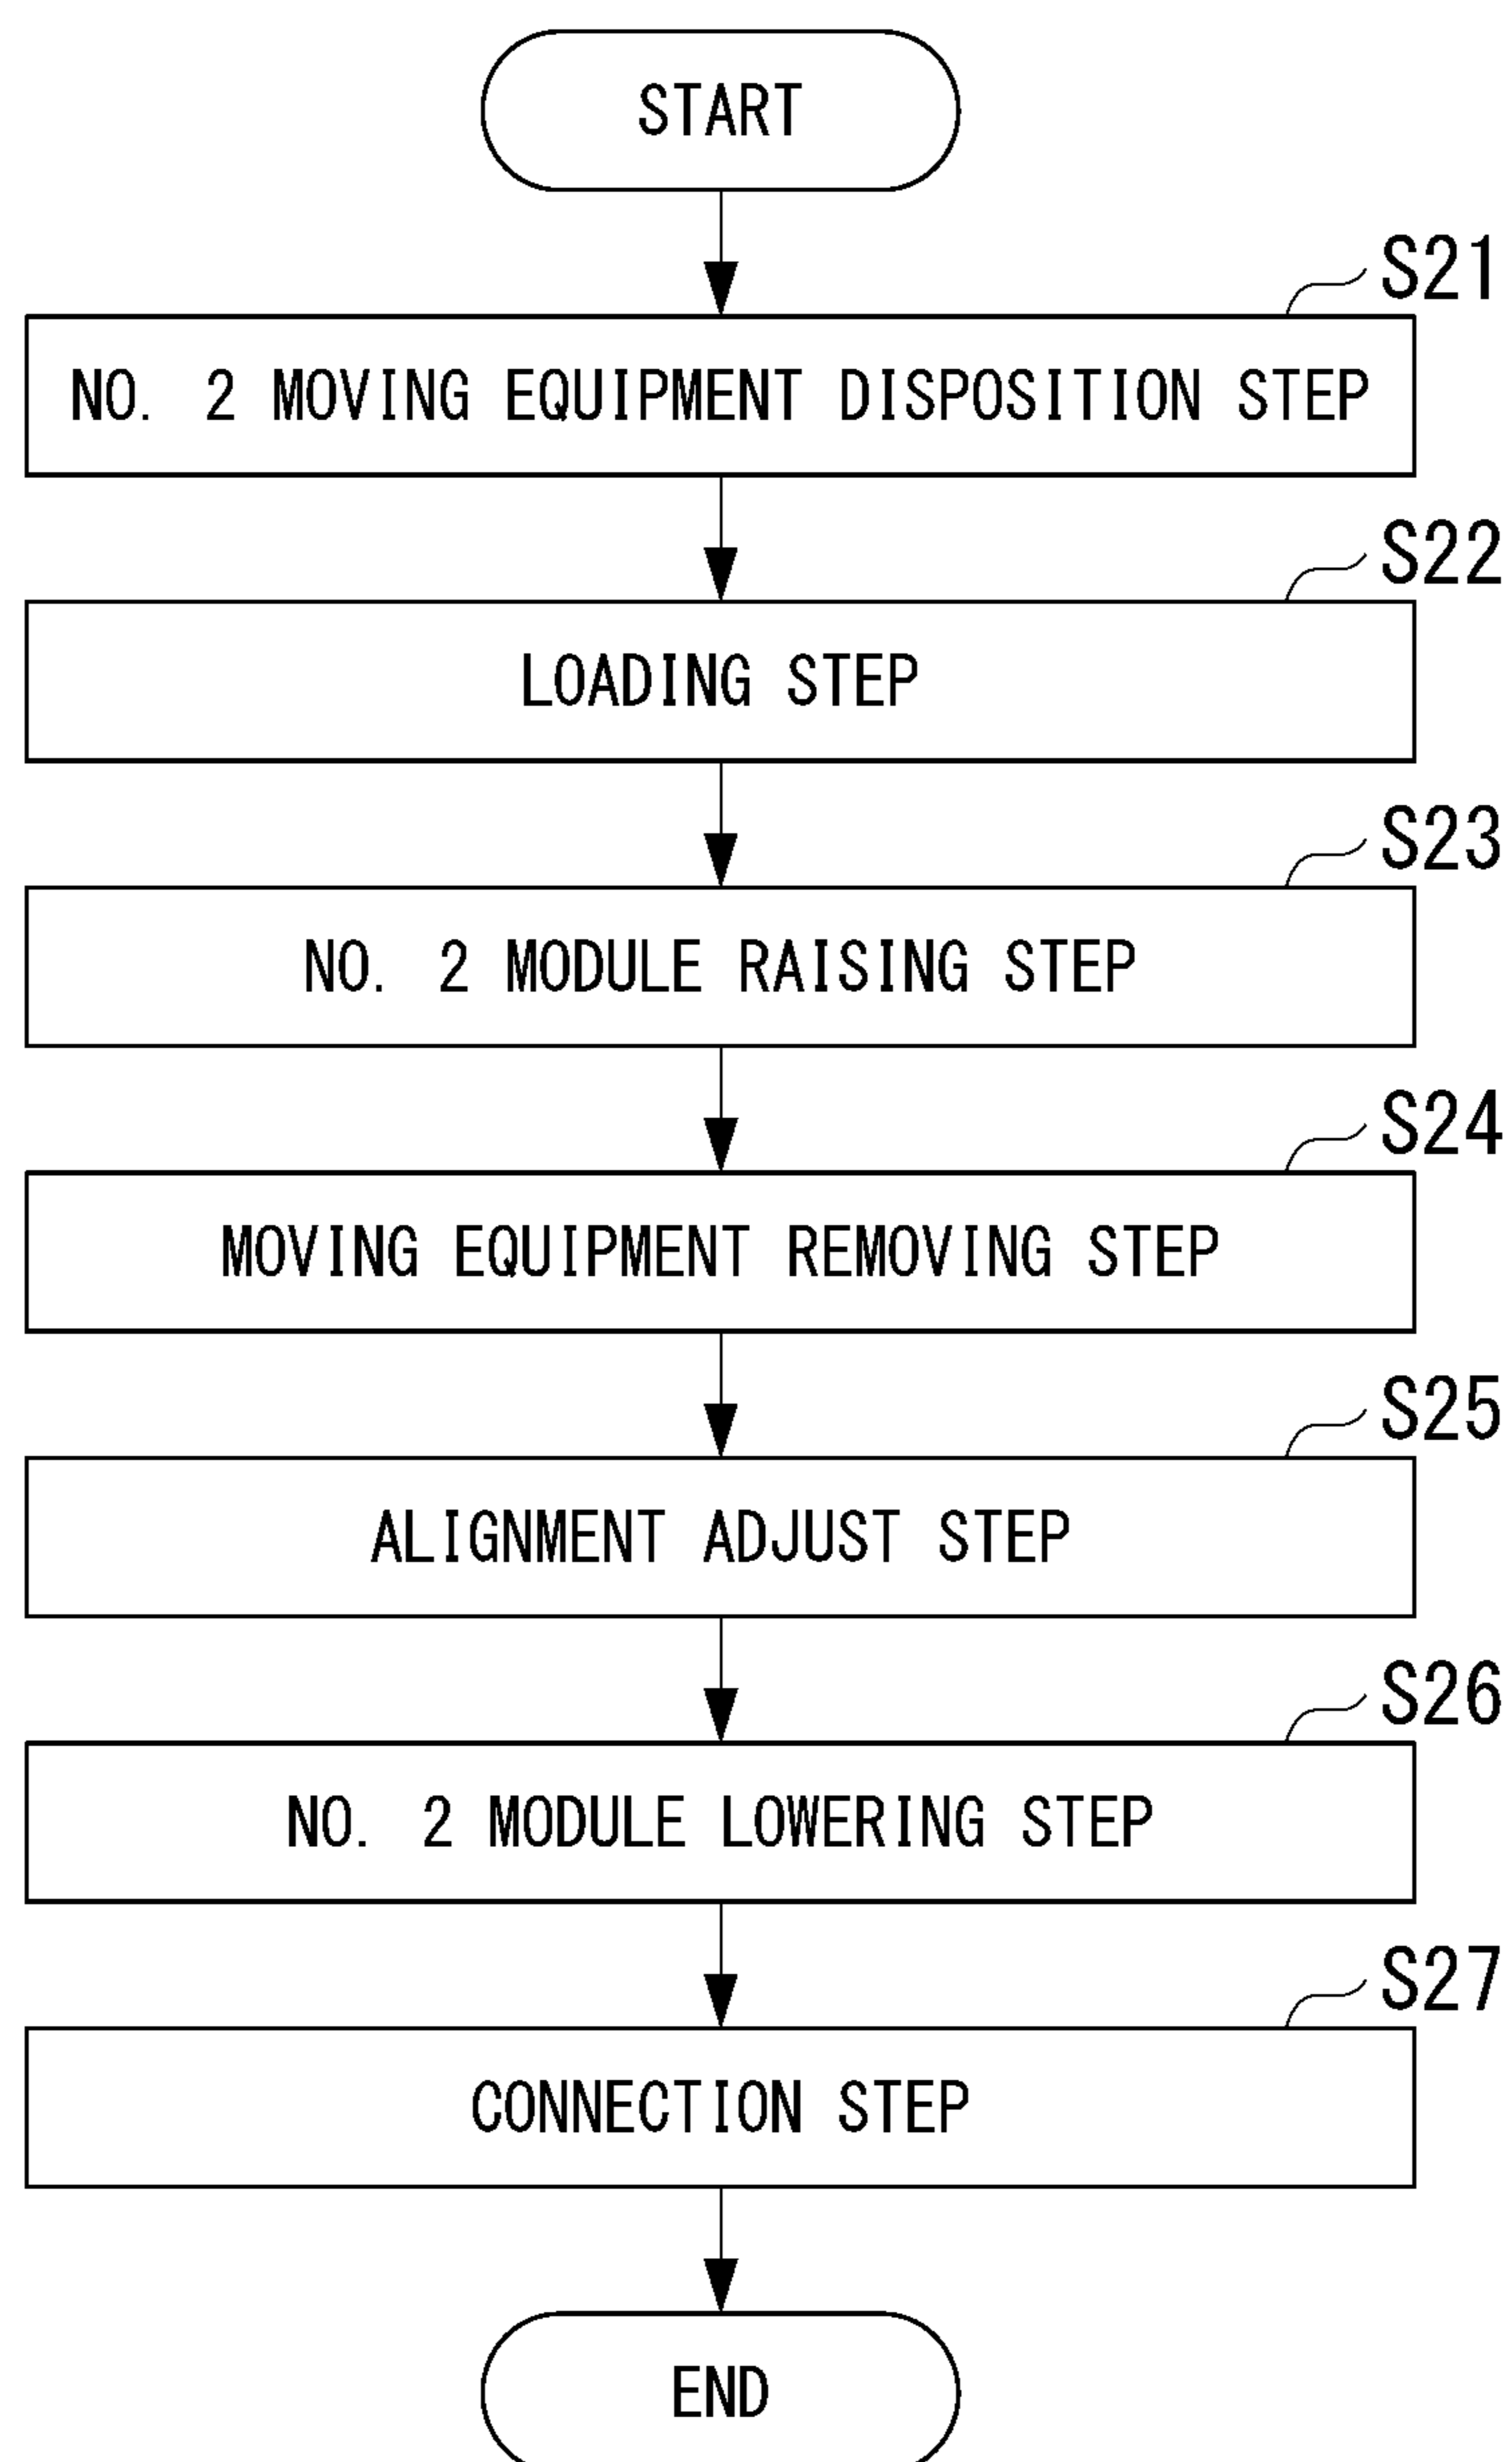 START
S21
NO. 2 MOVING EQUIPMENT DISPOSITION STEP
S22
LOADING STEP
S23
NO. 2 MODULE RAISING STEP
S24
MOVING EQUIPMENT REMOVING STEP
S25
ALIGNMENT ADJUST STEP
S26
NO. 2 MODULE LOWERING STEP
S27
CONNECTION STEP
END